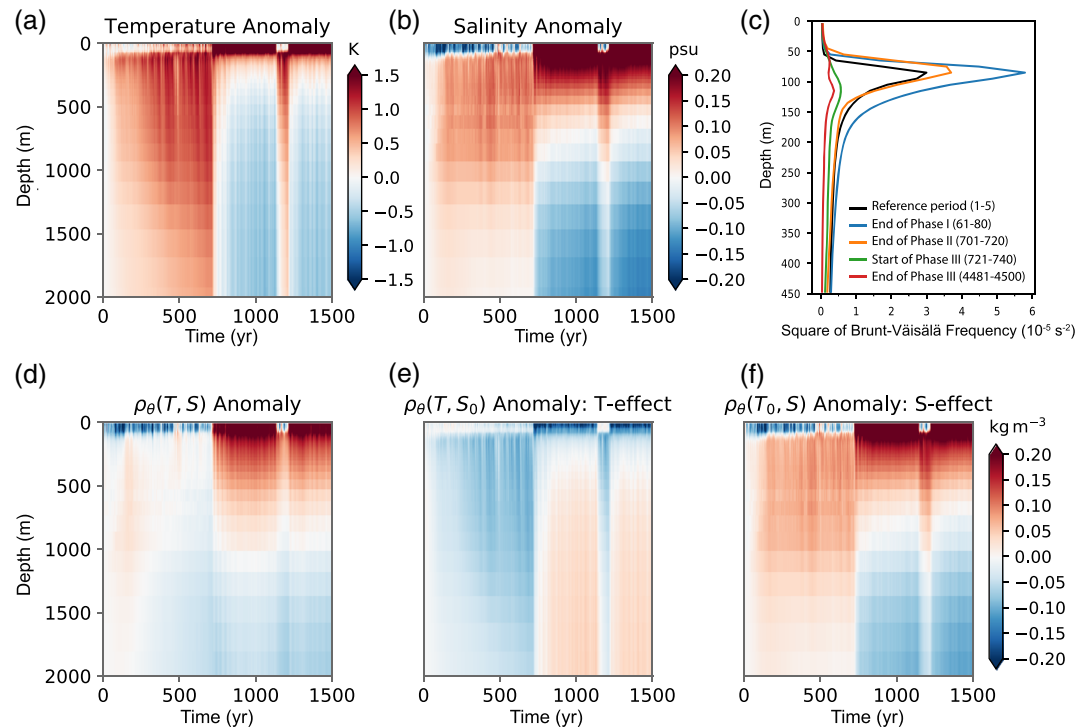 (a)
Temperature Anomaly
K
0
500
1000
1500
2000
Depth (m)
0
500
1000
1500
Time (yr)
1.5
1.0
0.5
0.0
−0.5
−1.0
−1.5
(b)
Salinity Anomaly
psu
0
500
1000
1500
Time (yr)
0.20
0.15
0.10
0.05
0.00
−0.05
−0.10
−0.15
−0.20
(c)
0
50
100
150
200
250
300
350
400
450
Depth (m)
Reference period (1-5)
End of Phase I (61-80)
End of Phase II (701-720)
Start of Phase III (721-740)
End of Phase III (4481-4500)
0
1
2
3
4
5
6
Square of Brunt-Väisälä Frequency (10⁻⁵ s⁻²)
(d)
ρθ(T, S) Anomaly
0
500
1000
1500
2000
Depth (m)
0
500
1000
1500
Time (yr)
(e)
ρθ(T, S₀) Anomaly: T-effect
0
500
1000
1500
Time (yr)
(f)
ρθ(T₀, S) Anomaly: S-effect
kg m⁻³
0
500
1000
1500
Time (yr)
0.20
0.15
0.10
0.05
0.00
−0.05
−0.10
−0.15
−0.20